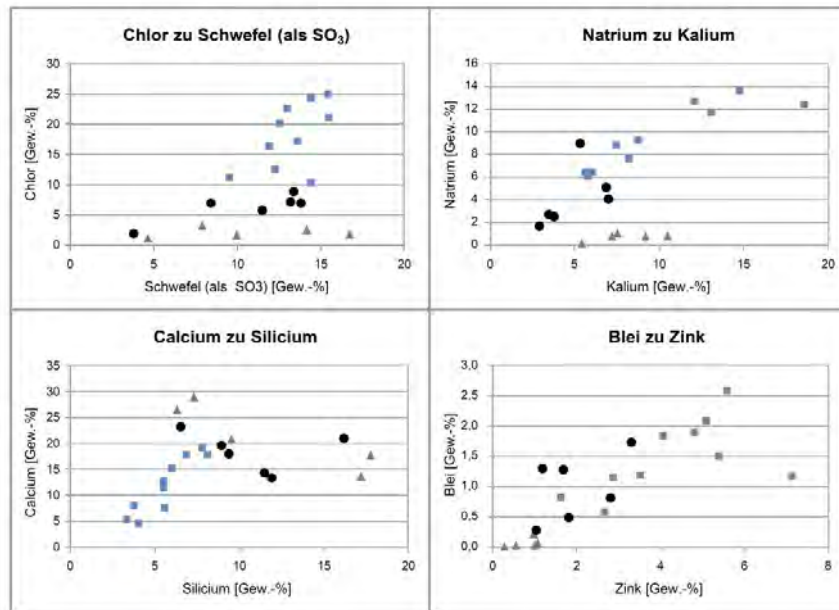 Chlor zu Schwefel (als SO₃)
Chlor [Gew.-%]
30
25
20
15
10
5
0
0 5 10 15 20
Schwefel (als SO3) [Gew.-%]
Natrium zu Kalium
Natrium [Gew.-%]
16
14
12
10
8
6
4
2
0
0 5 10 15 20
Kalium [Gew.-%]
Calcium zu Silicium
Calcium [Gew.-%]
35
30
25
20
15
10
5
0
0 5 10 15 20
Silicium [Gew.-%]
Blei zu Zink
Blei [Gew.-%]
3,0
2,5
2,0
1,5
1,0
0,5
0,0
0 2 4 6 8
Zink [Gew.-%]